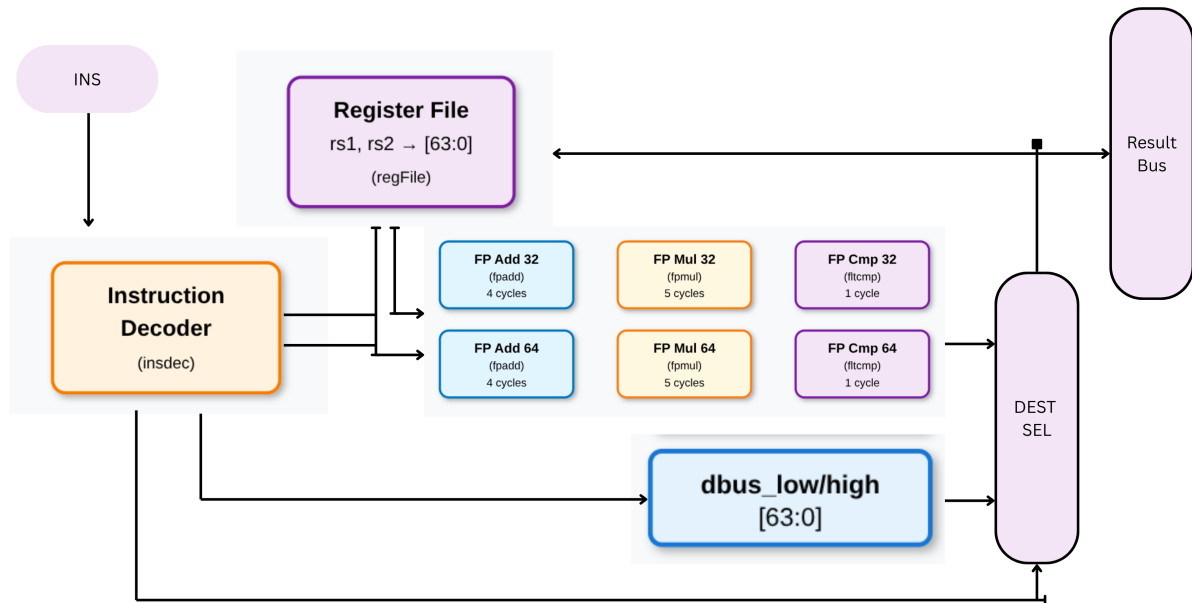 INS
Register File
rs1, rs2 → [63:0]
(regFile)
Result
Bus
Instruction
Decoder
(insdec)
FP Add 32
(fpadd)
4 cycles
FP Mul 32
(fpmul)
5 cycles
FP Cmp 32
(fltcmp)
1 cycle
FP Add 64
(fpadd)
4 cycles
FP Mul 64
(fpmul)
5 cycles
FP Cmp 64
(fltcmp)
1 cycle
DEST
SEL
dbus_low/high
[63:0]